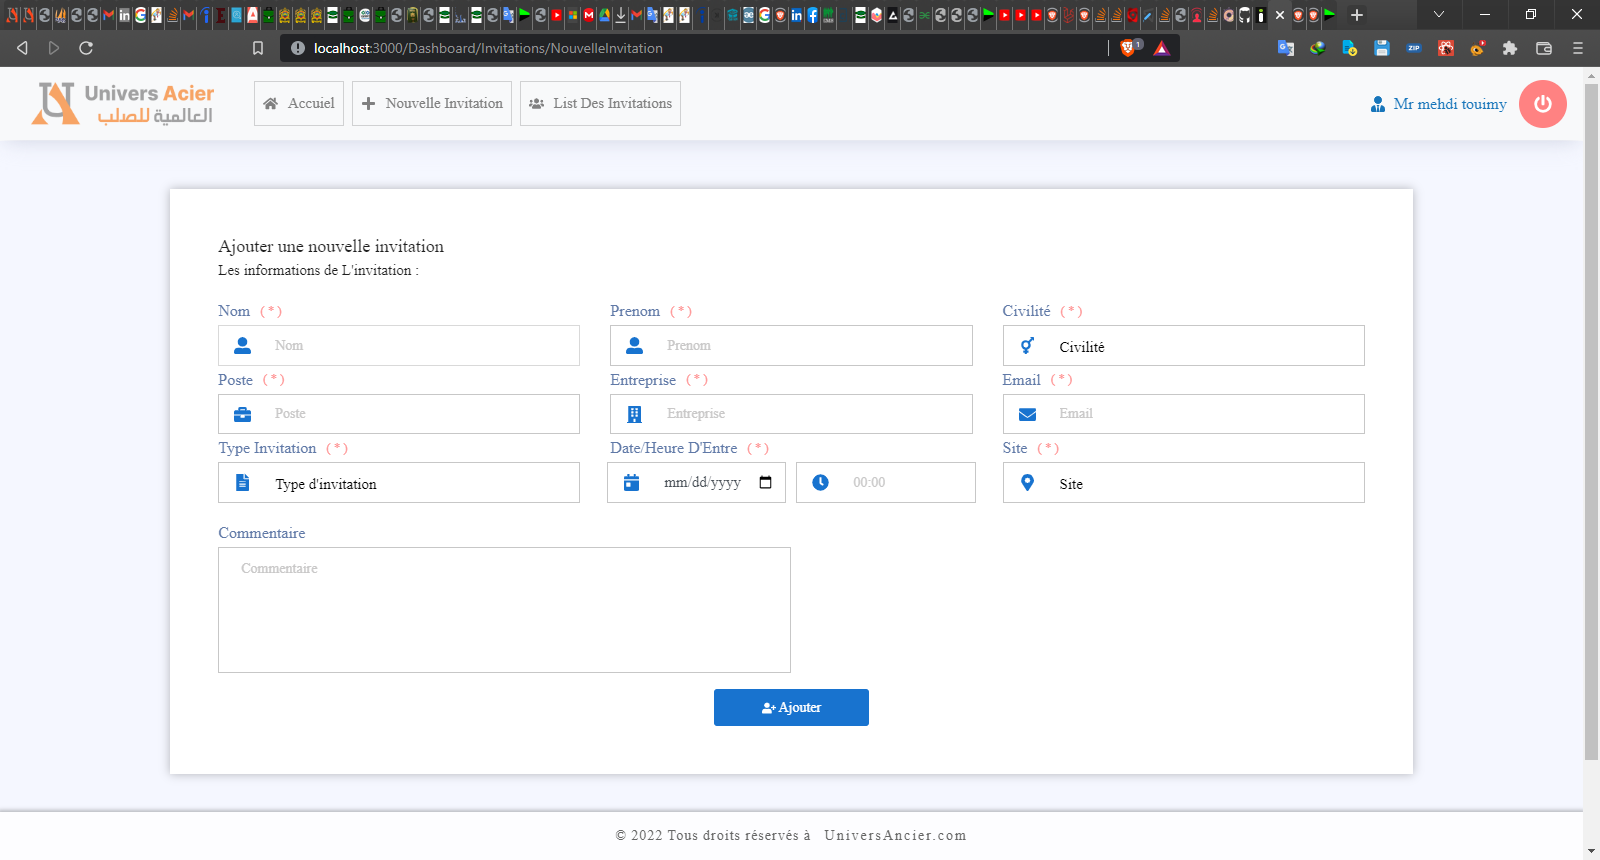 localhost:3000/Dashboard/Invitations/NouvelleInvitation
Univers Acier
العالمية للصلب
Accuiel
Nouvelle Invitation
List Des Invitations
Mr mehdi touimy
Ajouter une nouvelle invitation
Les informations de L'invitation :
Nom (*)
Prenom (*)
Civilité (*)
Nom
Prenom
Civilité
Poste (*)
Entreprise (*)
Email (*)
Poste
Entreprise
Email
Type Invitation (*)
Date/Heure D'Entre (*)
Site (*)
Type d'invitation
mm/dd/yyyy
00:00
Site
Commentaire
Commentaire
Ajouter
© 2022 Tous droits réservés à UniversAncier.com